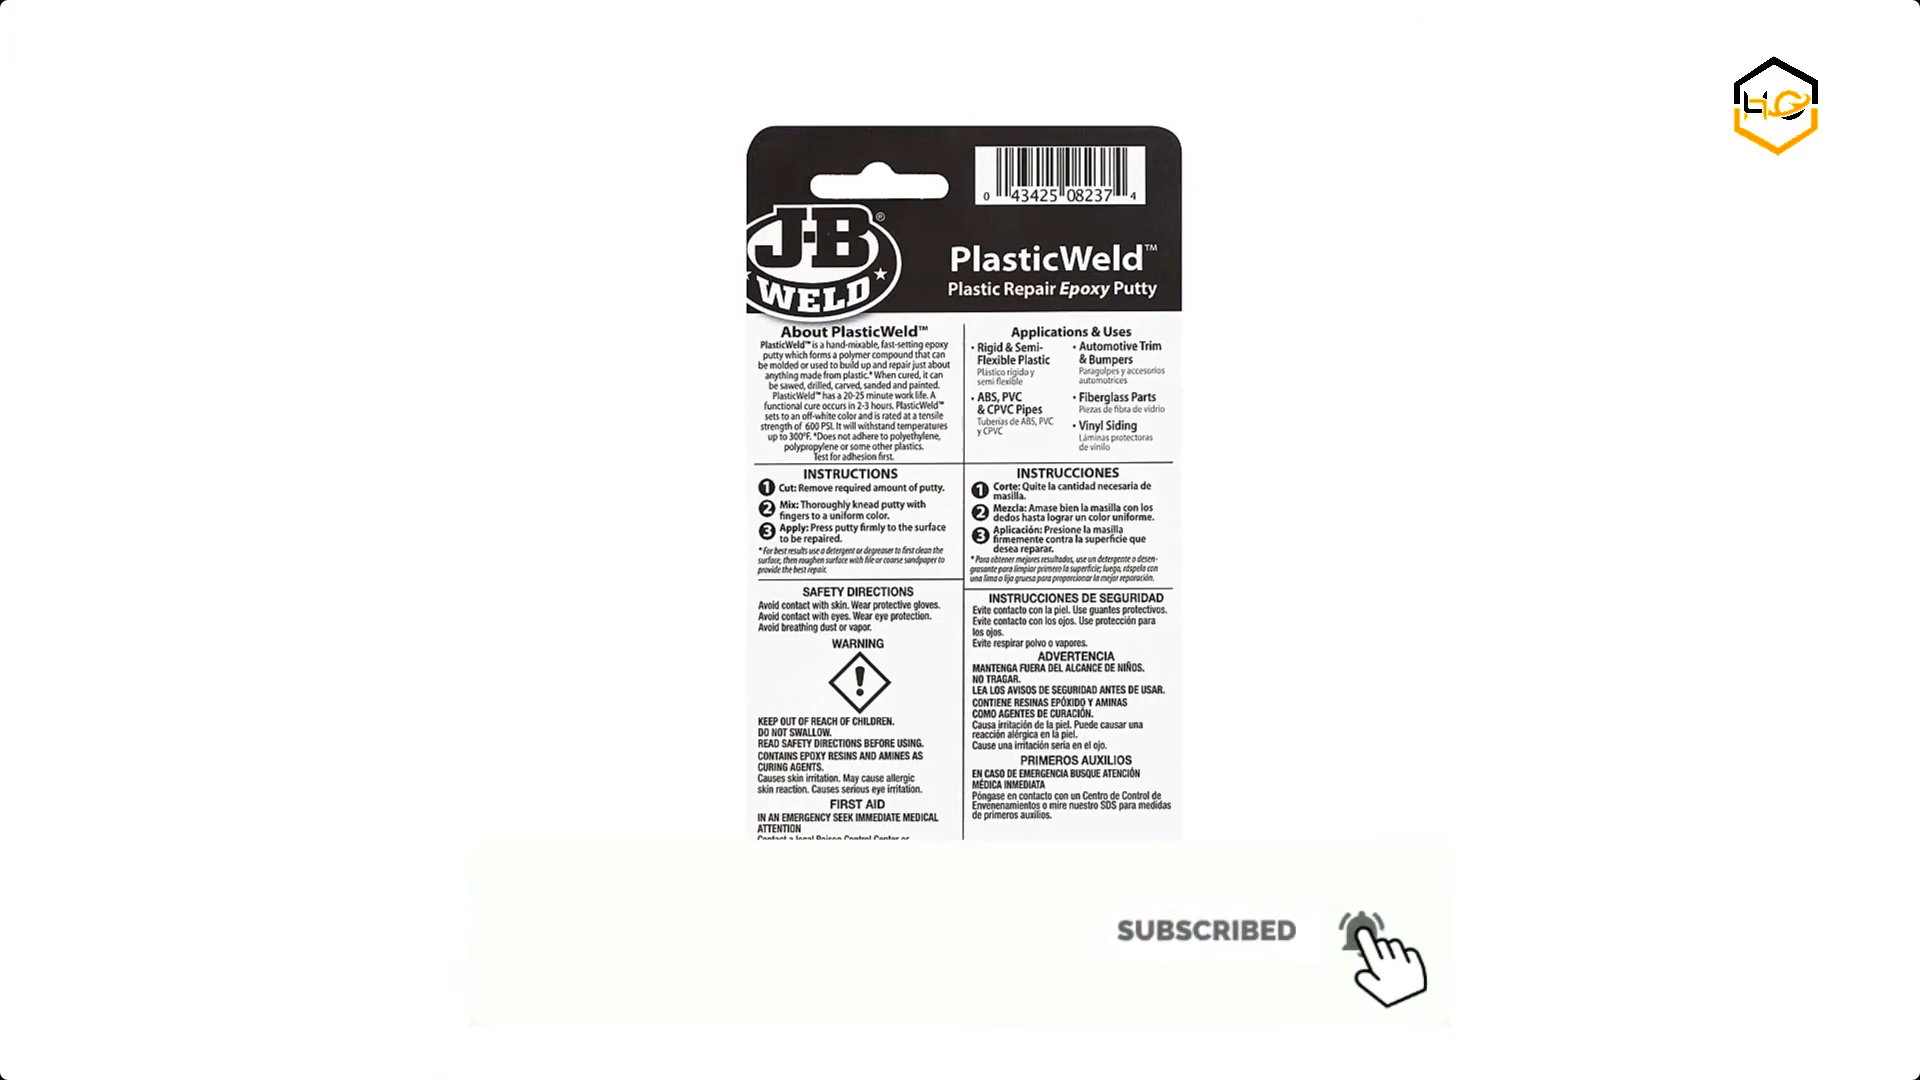 0 43425 08237 4
J-B®
WELD
PlasticWeld™
Plastic Repair Epoxy Putty
About PlasticWeld™
PlasticWeld™ is a hand-mixable, fast-setting epoxy
putty which forms a polymer compound that can
be molded or used to build up and repair just about
anything made from plastic.* When cured, it can
be sawed, drilled, carved, sanded and painted.
PlasticWeld™ has a 20-25 minute work life. A
functional cure occurs in 2-3 hours. PlasticWeld™
sets to an off-white color and is rated at a tensile
strength of 600 PSI. It will withstand temperatures
up to 300°F. *Does not adhere to polyethylene,
polypropylene or some other plastics.
Test for adhesion first.
Applications & Uses
• Rigid & Semi-
Flexible Plastic
Plástico rígido y
semi flexible
• ABS, PVC
& CPVC Pipes
Tuberías de ABS, PVC
y CPVC
• Automotive Trim
& Bumpers
Paragolpes y accesorios
automotrices
• Fiberglass Parts
Piezas de fibra de vidrio
• Vinyl Siding
Láminas protectoras
de vinilo
INSTRUCTIONS
1 Cut: Remove required amount of putty.
2 Mix: Thoroughly knead putty with
fingers to a uniform color.
3 Apply: Press putty firmly to the surface
to be repaired.
* For best results use a detergent or degreaser to first clean the
surface, then roughen surface with file or coarse sandpaper to
provide the best repair.
SAFETY DIRECTIONS
Avoid contact with skin. Wear protective gloves.
Avoid contact with eyes. Wear eye protection.
Avoid breathing dust or vapor.
WARNING
!
KEEP OUT OF REACH OF CHILDREN.
DO NOT SWALLOW.
READ SAFETY DIRECTIONS BEFORE USING.
CONTAINS EPOXY RESINS AND AMINES AS
CURING AGENTS.
Causes skin irritation. May cause allergic
skin reaction. Causes serious eye irritation.
FIRST AID
IN AN EMERGENCY SEEK IMMEDIATE MEDICAL
ATTENTION
Contact a local Poison Control Center or
INSTRUCCIONES
1 Corte: Quite la cantidad necesaria de
masilla.
2 Mezcla: Amase bien la masilla con los
dedos hasta lograr un color uniforme.
3 Aplicación: Presione la masilla
firmemente contra la superficie que
desea reparar.
* Para obtener mejores resultados, use un detergente o desen-
grasante para limpiar primero la superficie; luego, ráspela con
una lima o lija gruesa para proporcionar la mejor reparación.
INSTRUCCIONES DE SEGURIDAD
Evite contacto con la piel. Use guantes protectivos.
Evite contacto con los ojos. Use protección para
los ojos.
Evite respirar polvo o vapores.
ADVERTENCIA
MANTENGA FUERA DEL ALCANCE DE NIÑOS.
NO TRAGAR.
LEA LOS AVISOS DE SEGURIDAD ANTES DE USAR.
CONTIENE RESINAS EPÓXIDO Y AMINAS
COMO AGENTES DE CURACIÓN.
Causa irritación de la piel. Puede causar una
reacción alérgica en la piel.
Cause una irritación seria en el ojo.
PRIMEROS AUXILIOS
EN CASO DE EMERGENCIA BUSQUE ATENCIÓN
MÉDICA INMEDIATA
Póngase en contacto con un Centro de Control de
Envenenamientos o mire nuestro SDS para medidas
de primeros auxilios.
SUBSCRIBED